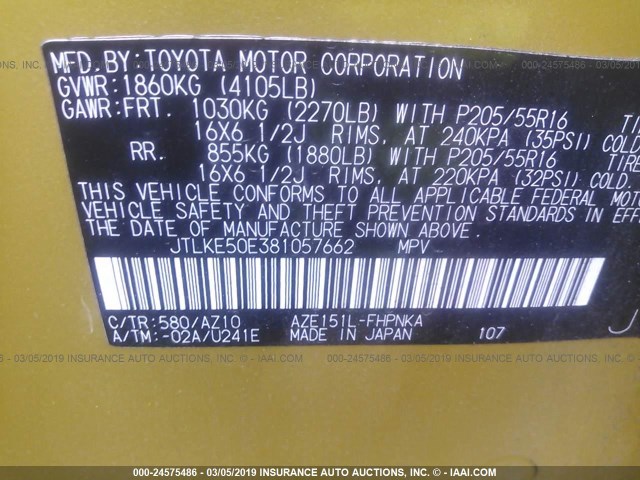 MFD.BY:TOYOTA MOTOR CORPORATION
GVWR:1860KG (4105LB)
GAWR:FRT. 1030KG (2270LB) WITH P205/55R16 TI
16X6 1/2J RIMS, AT 240KPA (35PSI) COLD
RR. 855KG (1880LB) WITH P205/55R16 TIRE
16X6 1/2J RIMS, AT 220KPA (32PSI) COLD.
THIS VEHICLE CONFORMS TO ALL APPLICABLE FEDERAL MOT
VEHICLE SAFETY AND THEFT PREVENTION STANDARDS IN EFFE
THE DATE OF MANUFACTURE SHOWN ABOVE.
JTLKE50E381057662 MPV
C/TR:580/AZ10 AZE151L-FHPNKA
A/TM:-02A/U241E MADE IN JAPAN 107
J
000-24575486 - 03/05/2019 INSURANCE AUTO AUCTIONS, INC. - © - IAAI.COM